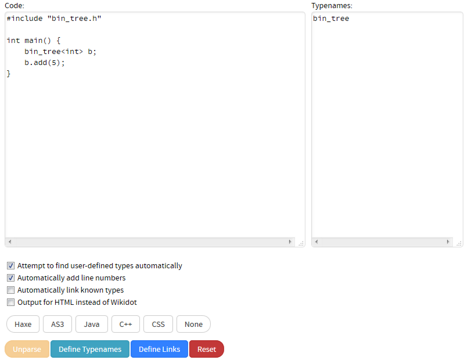 Code:
Typenames:
#include "bin_tree.h"
bin_tree
int main() {
    bin_tree<int> b;
    b.add(5);
}
Attempt to find user-defined types automatically
Automatically add line numbers
Automatically link known types
Output for HTML instead of Wikidot
Haxe AS3 Java C++ CSS None
Unparse Define Typenames Define Links Reset